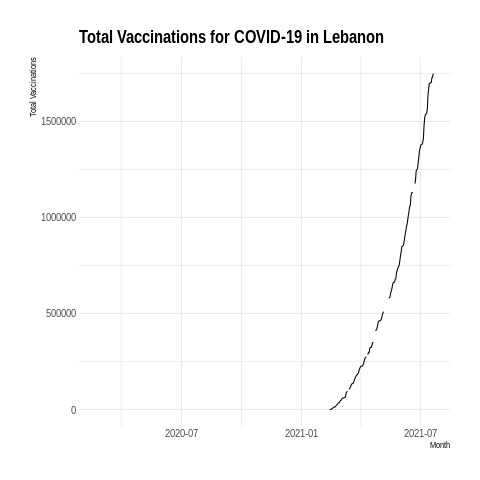 Total Vaccinations for COVID-19 in Lebanon
Total Vaccinations
1500000
1000000
500000
0
2020-07
2021-01
2021-07
Month